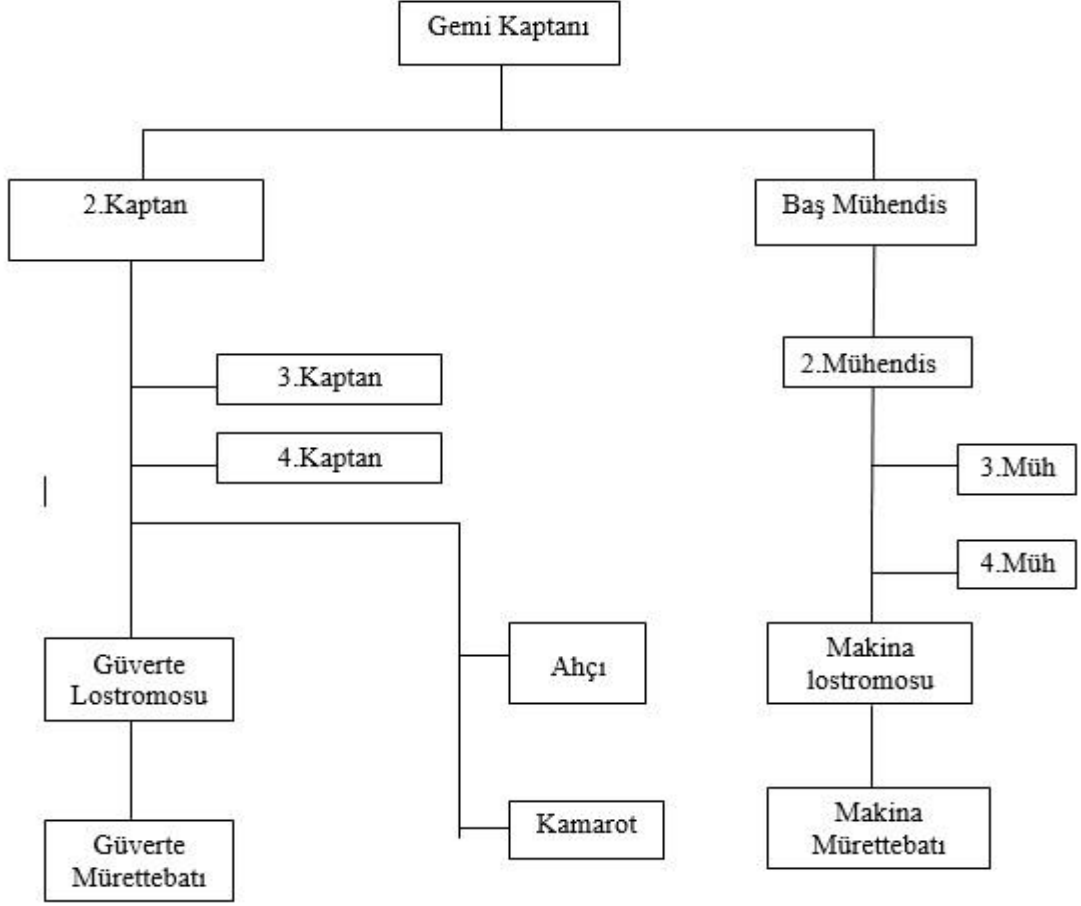 Gemi Kaptanı
2.Kaptan
Baş Mühendis
3.Kaptan
2.Mühendis
4.Kaptan
3.Müh
4.Müh
Güverte
Lostromosu
Ahçı
Makina
lostromosu
Güverte
Mürettebatı
Kamarot
Makina
Mürettebatı